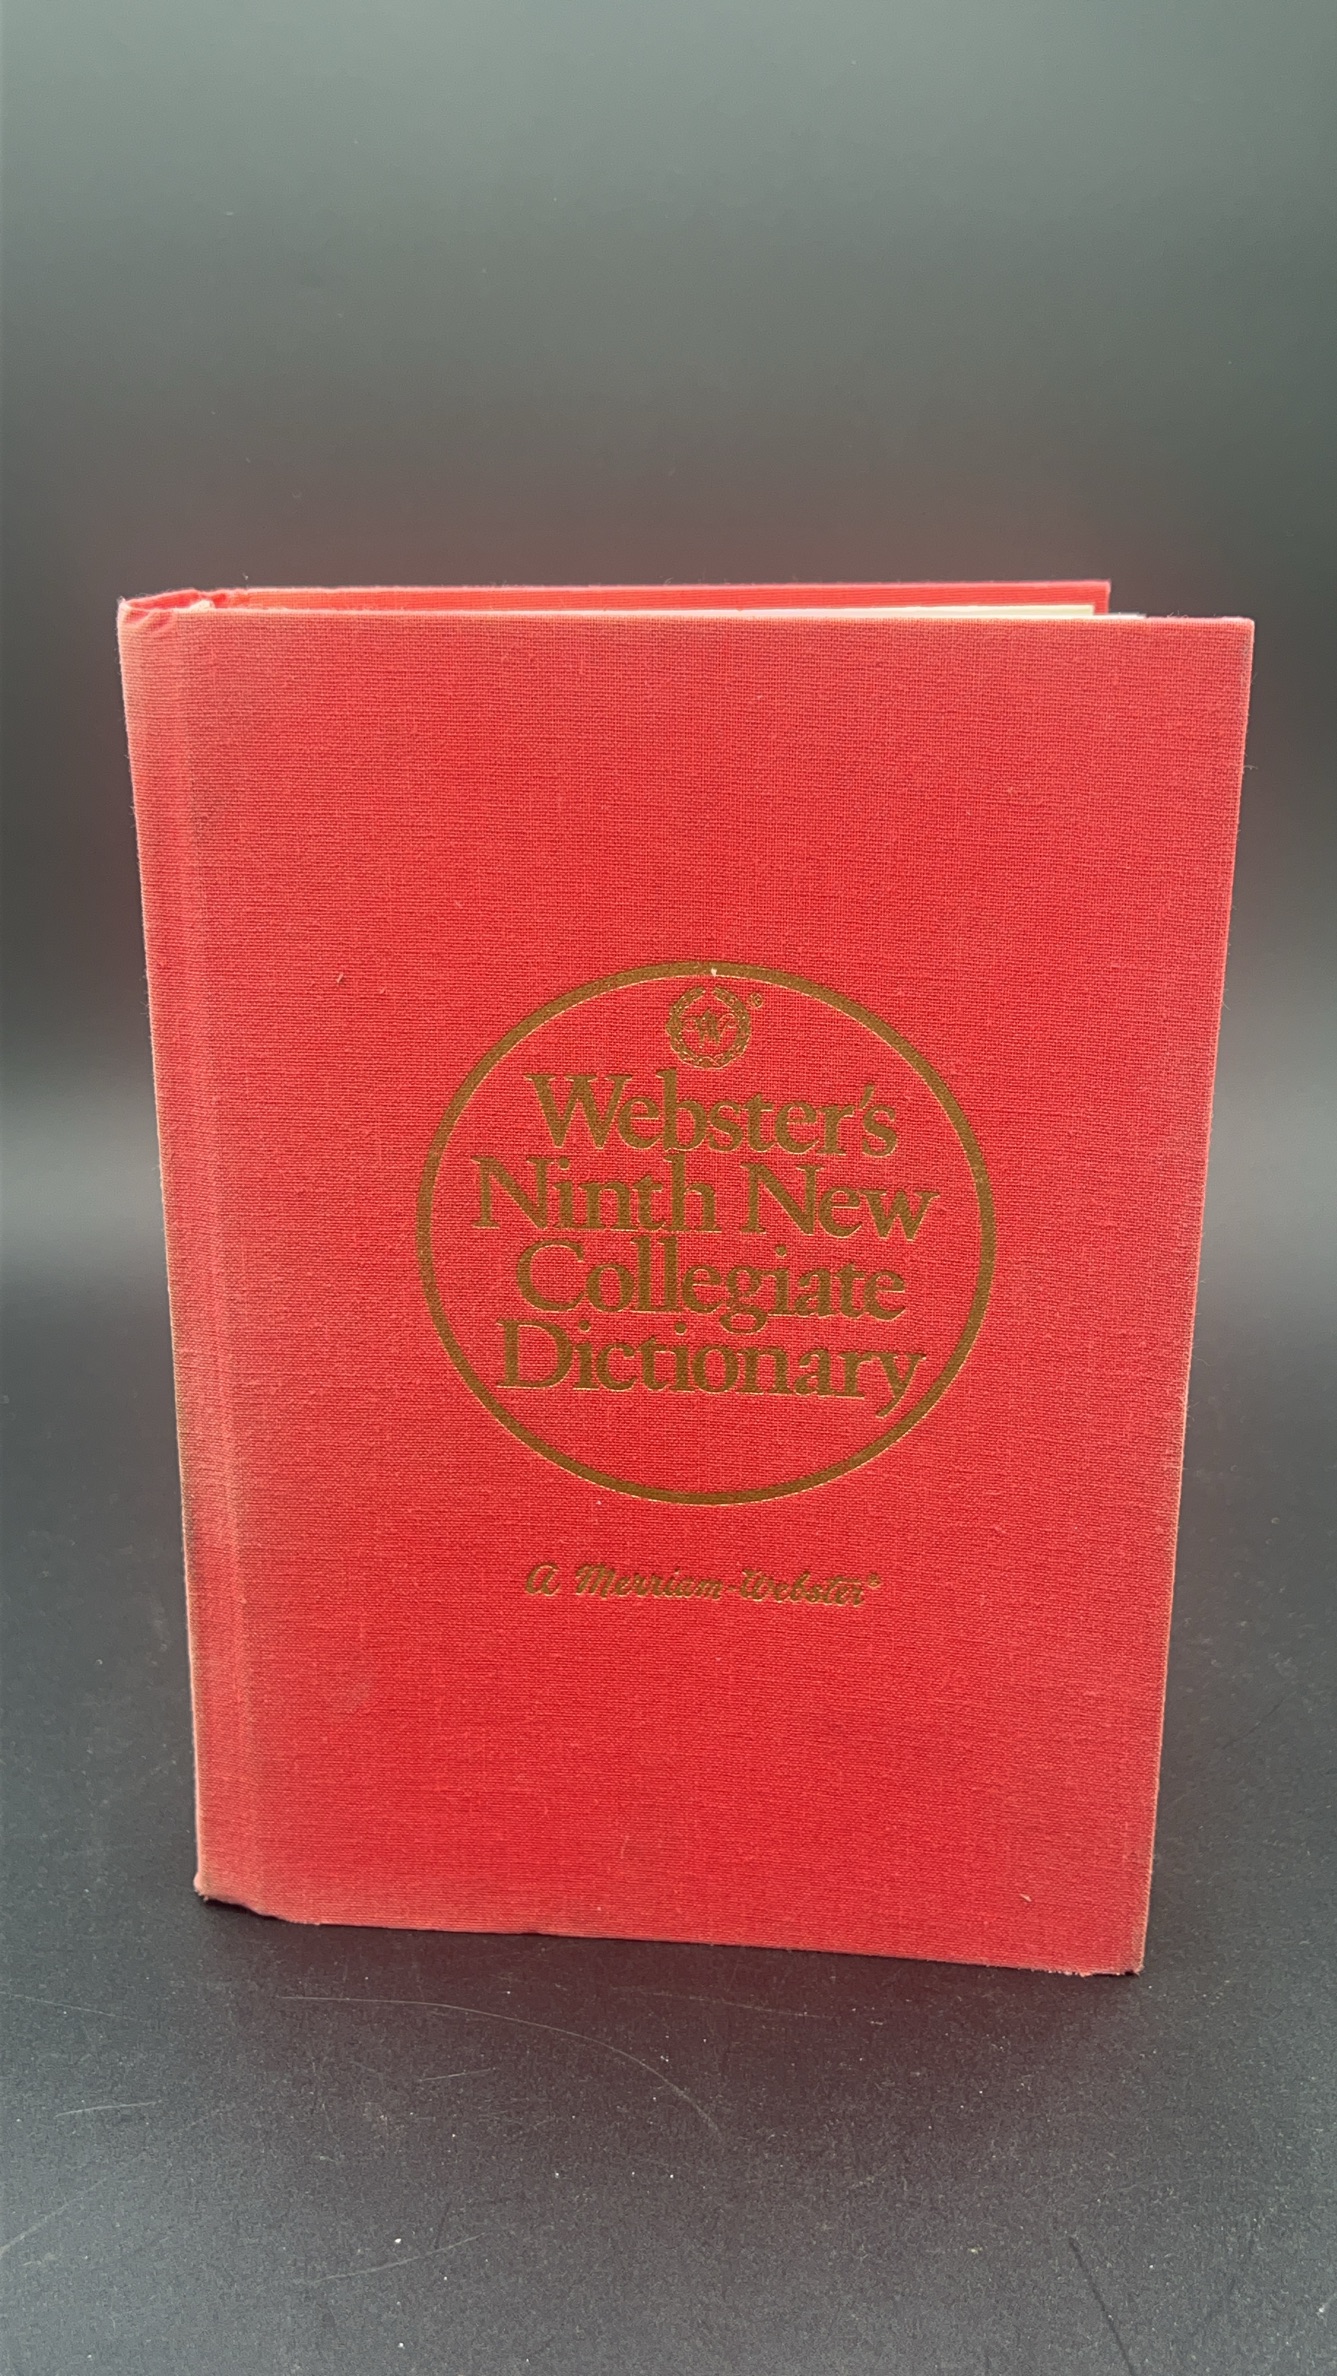 Webster's
Ninth New
Collegiate
Dictionary
A Merriam-Webster®